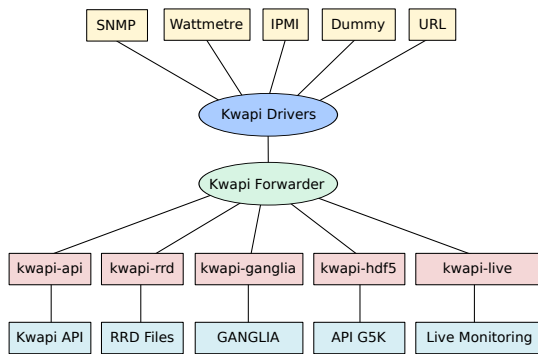 SNMP
Wattmetre
IPMI
Dummy
URL
Kwapi Drivers
Kwapi Forwarder
kwapi-api
kwapi-rrd
kwapi-ganglia
kwapi-hdf5
kwapi-live
Kwapi API
RRD Files
GANGLIA
API G5K
Live Monitoring